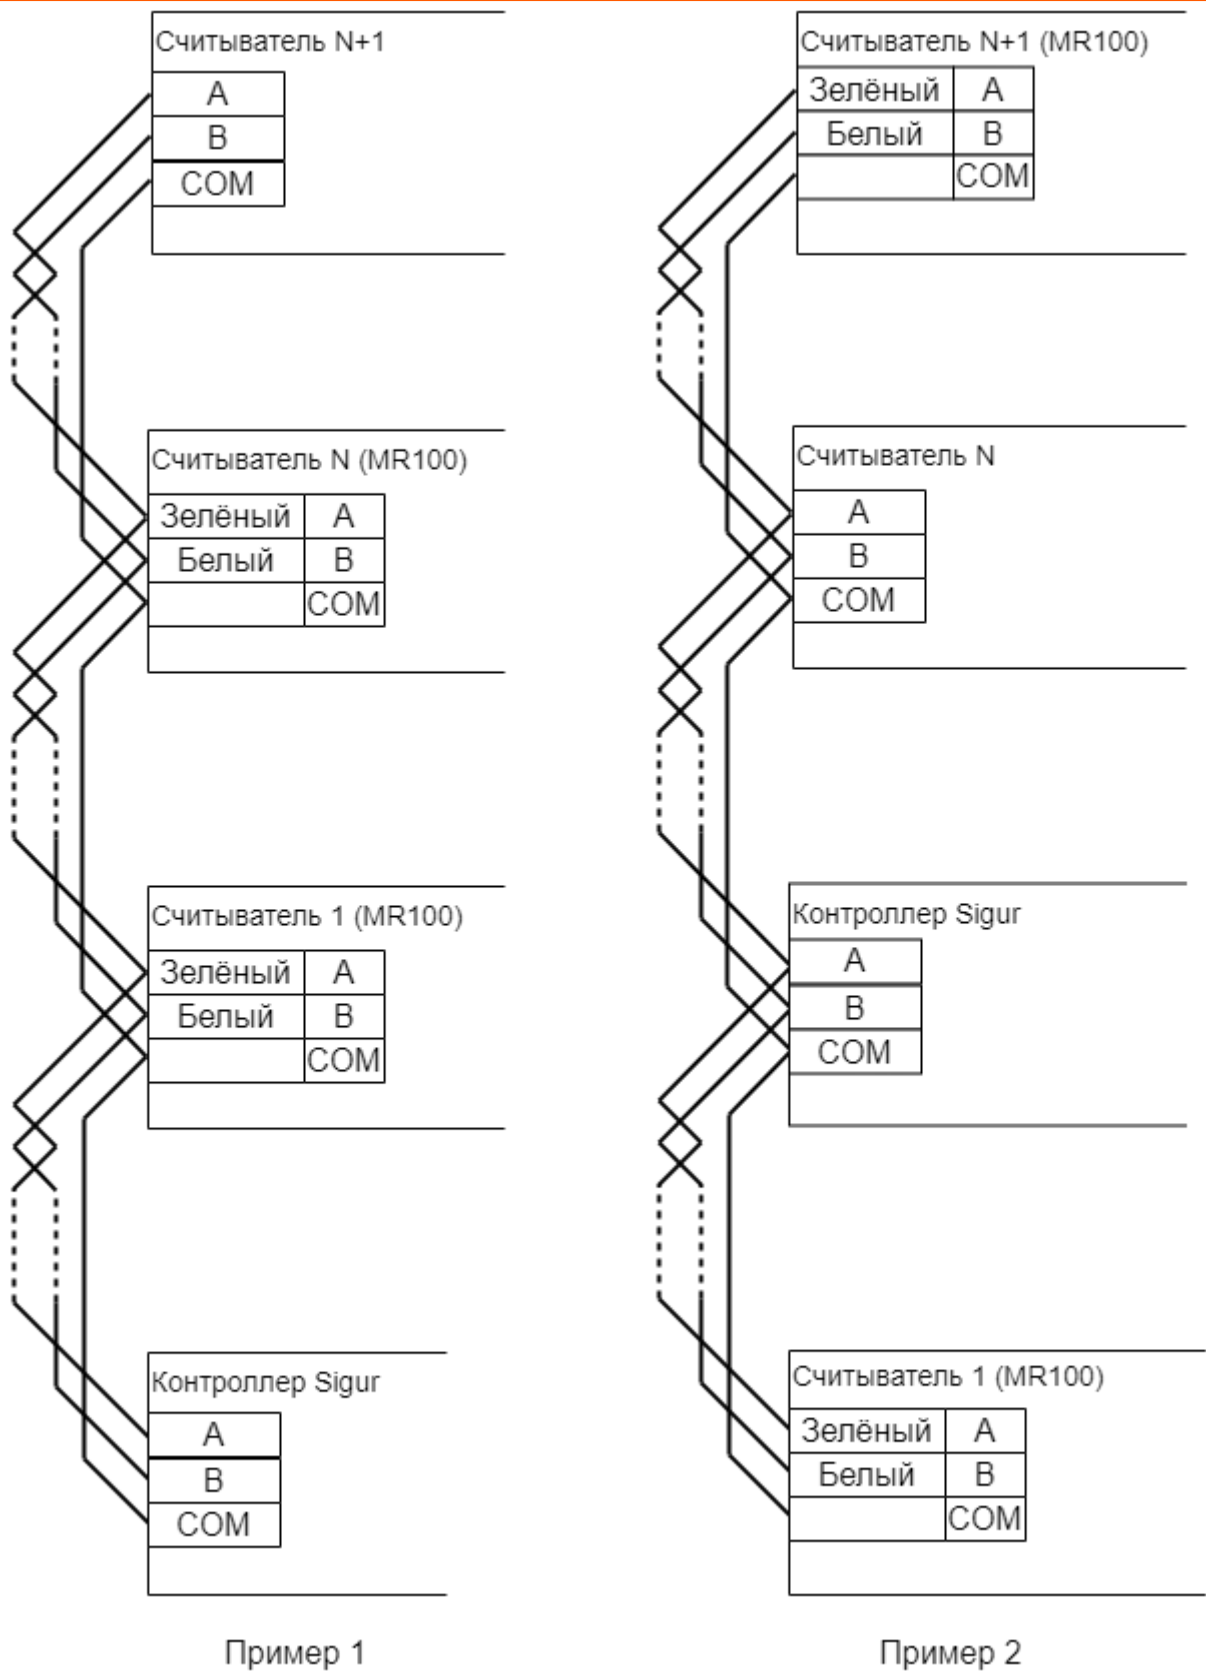 Считыватель N+1
A
B
COM
Считыватель N (MR100)
Зелёный A
Белый B
COM
Считыватель 1 (MR100)
Зелёный A
Белый B
COM
Контроллер Sigur
A
B
COM
Пример 1
Считыватель N+1 (MR100)
Зелёный A
Белый B
COM
Считыватель N
A
B
COM
Контроллер Sigur
A
B
COM
Считыватель 1 (MR100)
Зелёный A
Белый B
COM
Пример 2